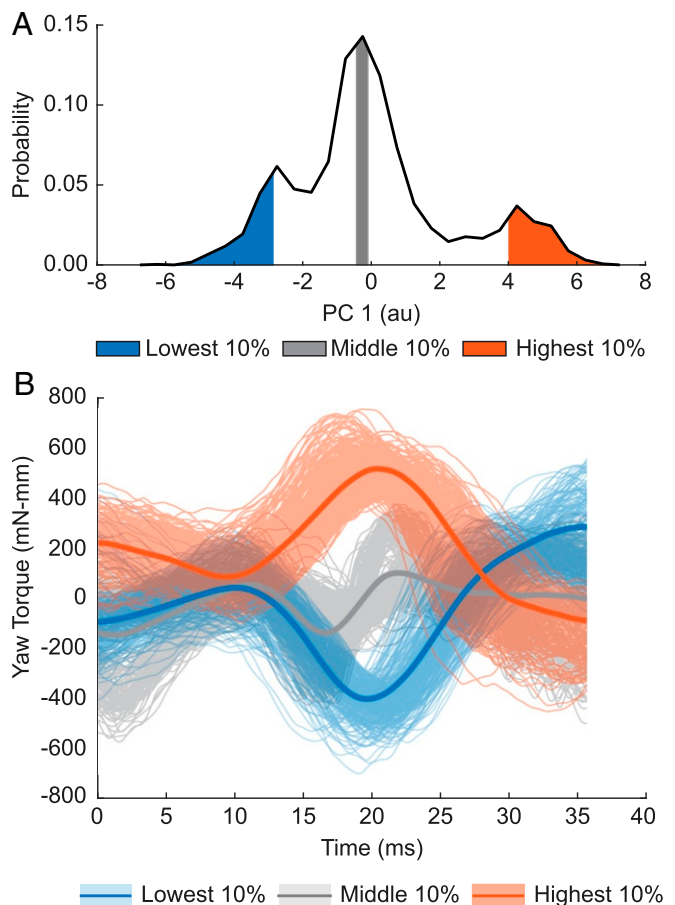 A
0.15
0.10
0.05
0.00
Probability
-8 -6 -4 -2 0 2 4 6 8
PC 1 (au)
Lowest 10% Middle 10% Highest 10%
B
800
600
400
200
0
-200
-400
-600
-800
Yaw Torque (mN-mm)
0 5 10 15 20 25 30 35 40
Time (ms)
Lowest 10% Middle 10% Highest 10%